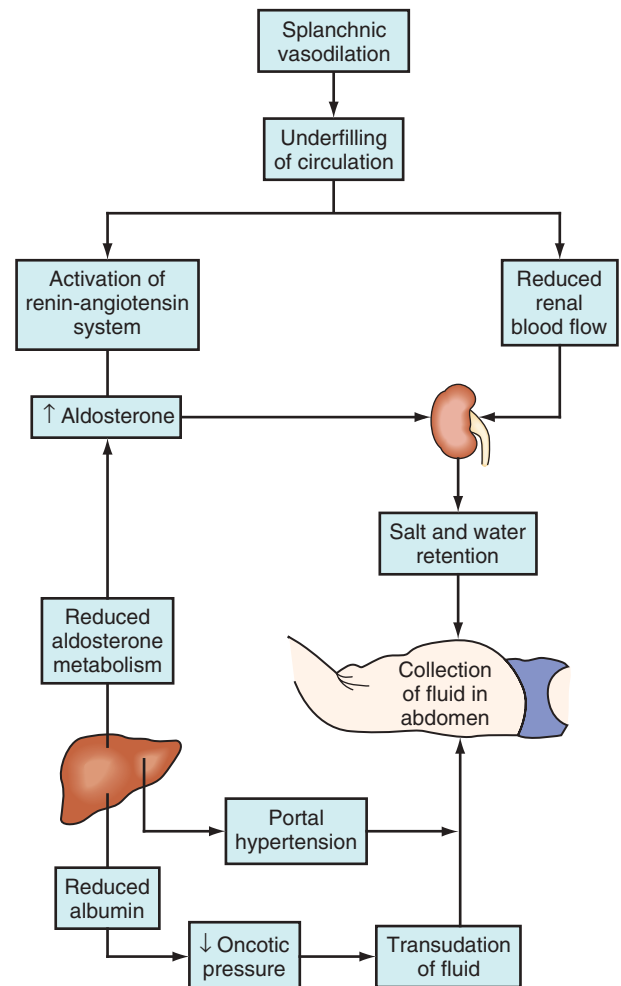 Splanchnic
vasodilation
Underfilling
of circulation
Activation of
renin-angiotensin
system
Reduced
renal
blood flow
↑ Aldosterone
Salt and water
retention
Reduced
aldosterone
metabolism
Collection
of fluid in
abdomen
Portal
hypertension
Reduced
albumin
↓ Oncotic
pressure
Transudation
of fluid